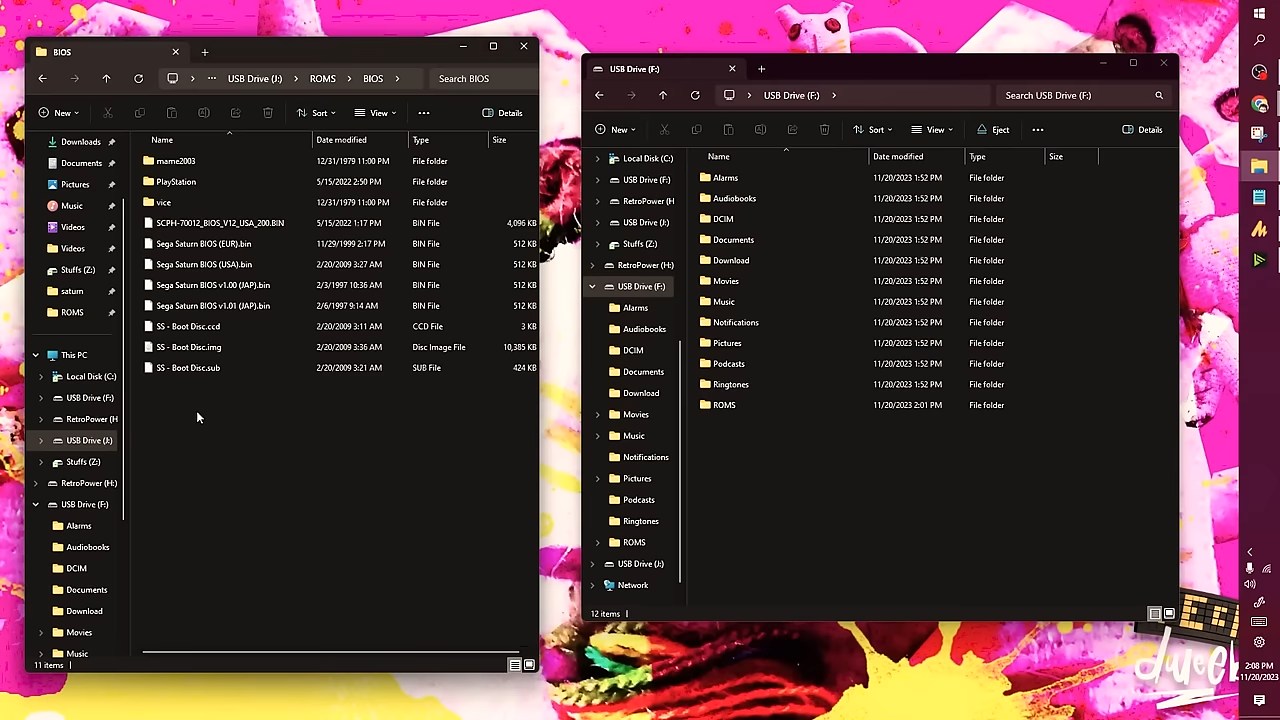 BIOS
USB Drive (J:) ROMS BIOS Search BIOS
New Sort View Details
Name Date modified Type Size
Downloads
Documents
Pictures
Music
Videos
Videos
Stuffs (Z:)
saturn
ROMS
This PC
Local Disk (C:)
USB Drive (F:)
RetroPower (H
USB Drive (J:)
Stuffs (Z:)
RetroPower (H:)
USB Drive (F:)
Alarms
Audiobooks
DCIM
Documents
Download
Movies
Music
mame2003 12/31/1979 11:00 PM File folder
PlayStation 5/15/2022 2:50 PM File folder
vice 12/31/1979 11:00 PM File folder
SCPH-70012_BIOS_V12_USA_200.BIN 5/15/2022 1:17 PM BIN File 4,096 KB
Sega Saturn BIOS (EUR).bin 11/29/1999 2:17 PM BIN File 512 KB
Sega Saturn BIOS (USA).bin 2/20/2009 3:27 AM BIN File 512 KB
Sega Saturn BIOS v1.00 (JAP).bin 2/3/1997 10:36 AM BIN File 512 KB
Sega Saturn BIOS v1.01 (JAP).bin 2/6/1997 9:14 AM BIN File 512 KB
SS - Boot Disc.ccd 2/20/2009 3:11 AM CCD File 3 KB
SS - Boot Disc.img 2/20/2009 3:36 AM Disc Image File 10,385 KB
SS - Boot Disc.sub 2/20/2009 3:21 AM SUB File 424 KB
11 items
USB Drive (F:)
USB Drive (F:) Search USB Drive (F:)
New Sort View Eject Details
Name Date modified Type Size
Local Disk (C:)
USB Drive (F:)
RetroPower (H
USB Drive (J:)
Stuffs (Z:)
RetroPower (H:)
USB Drive (F:)
Alarms
Audiobooks
DCIM
Documents
Download
Movies
Music
Notifications
Pictures
Podcasts
Ringtones
ROMS
USB Drive (J:)
Network
Alarms 11/20/2023 1:52 PM File folder
Audiobooks 11/20/2023 1:52 PM File folder
DCIM 11/20/2023 1:52 PM File folder
Documents 11/20/2023 1:52 PM File folder
Download 11/20/2023 1:52 PM File folder
Movies 11/20/2023 1:52 PM File folder
Music 11/20/2023 1:52 PM File folder
Notifications 11/20/2023 1:52 PM File folder
Pictures 11/20/2023 1:52 PM File folder
Podcasts 11/20/2023 1:52 PM File folder
Ringtones 11/20/2023 1:52 PM File folder
ROMS 11/20/2023 2:01 PM File folder
12 items
2:08 PM
11/20/2023